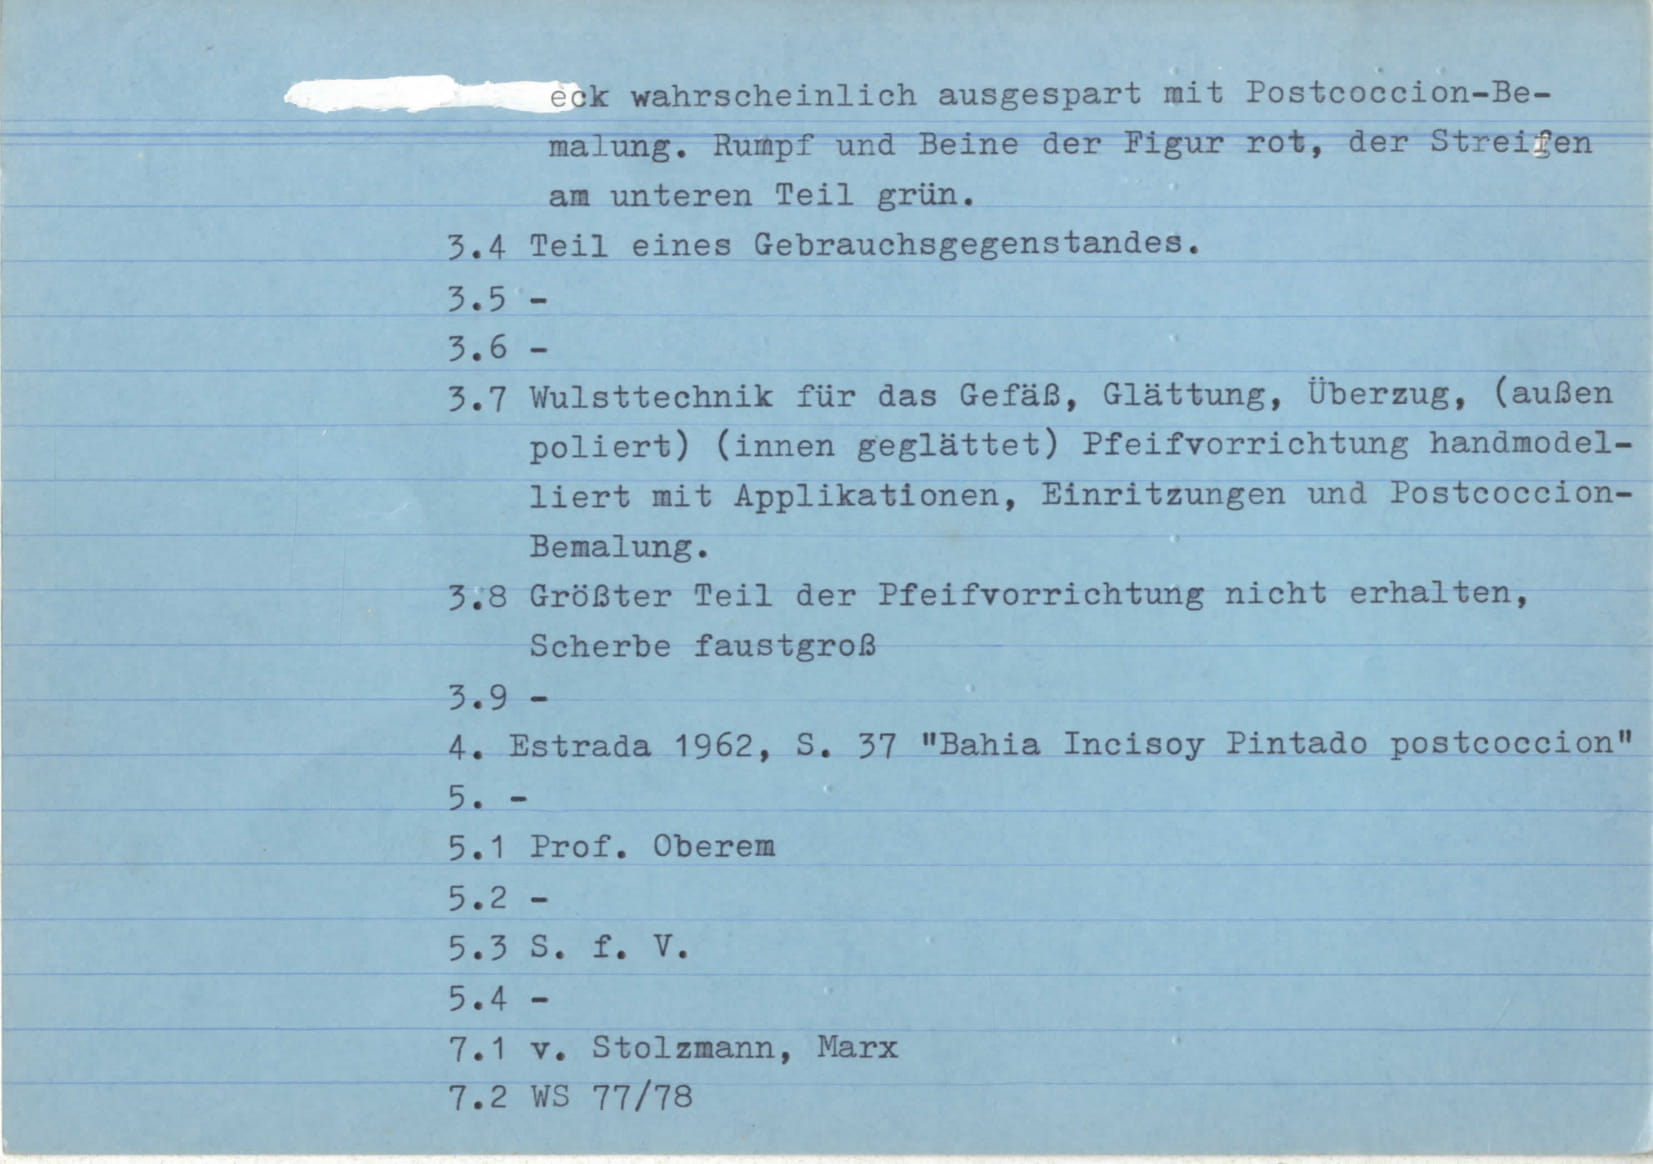 eck wahrscheinlich ausgespart mit Postcoccion-Be-
malung. Rumpf und Beine der Figur rot, der Streifen
am unteren Teil grün.
3.4 Teil eines Gebrauchsgegenstandes.
3.5 -
3.6 -
3.7 Wulsttechnik für das Gefäß, Glättung, Überzug, (außen
poliert) (innen geglättet) Pfeifvorrichtung handmodel-
liert mit Applikationen, Einritzungen und Postcoccion-
Bemalung.
3.8 Größter Teil der Pfeifvorrichtung nicht erhalten,
Scherbe faustgroß
3.9 -
4. Estrada 1962, S. 37 "Bahia Incisoy Pintado postcoccion"
5. -
5.1 Prof. Oberem
5.2 -
5.3 S. f. V.
5.4 -
7.1 v. Stolzmann, Marx
7.2 WS 77/78